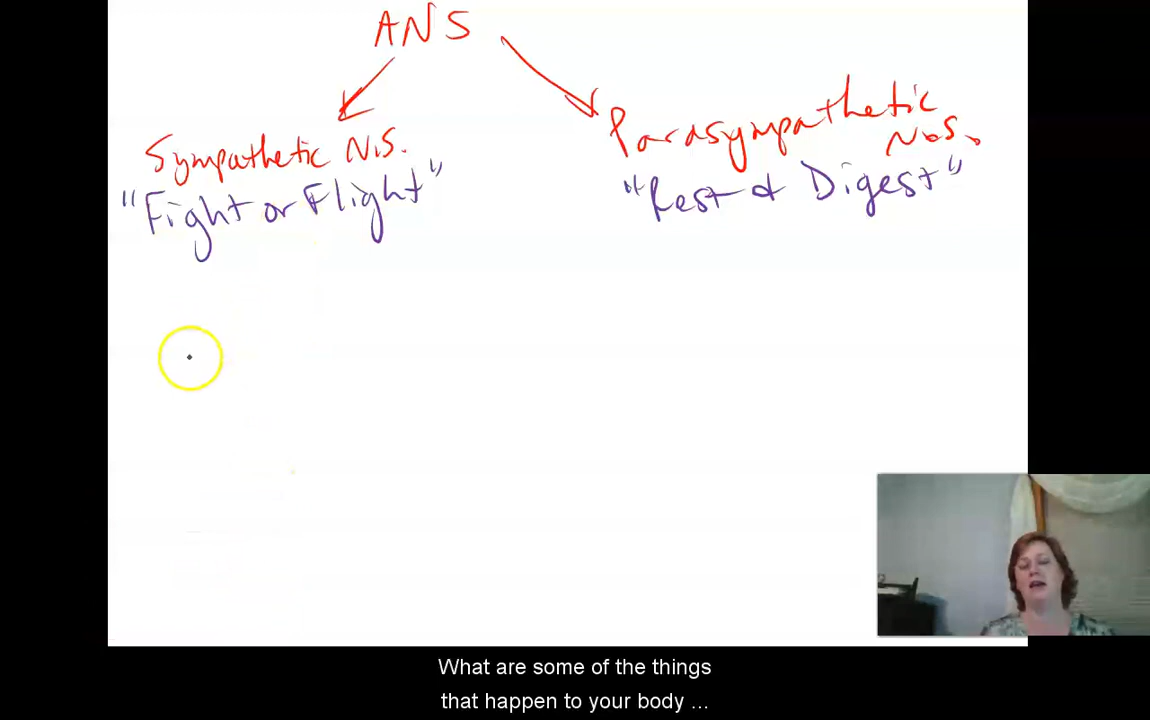 ANS
Sympathetic N.S.
"Fight or Flight"
Parasympathetic
N.S.
"Rest & Digest"
What are some of the things
that happen to your body ...